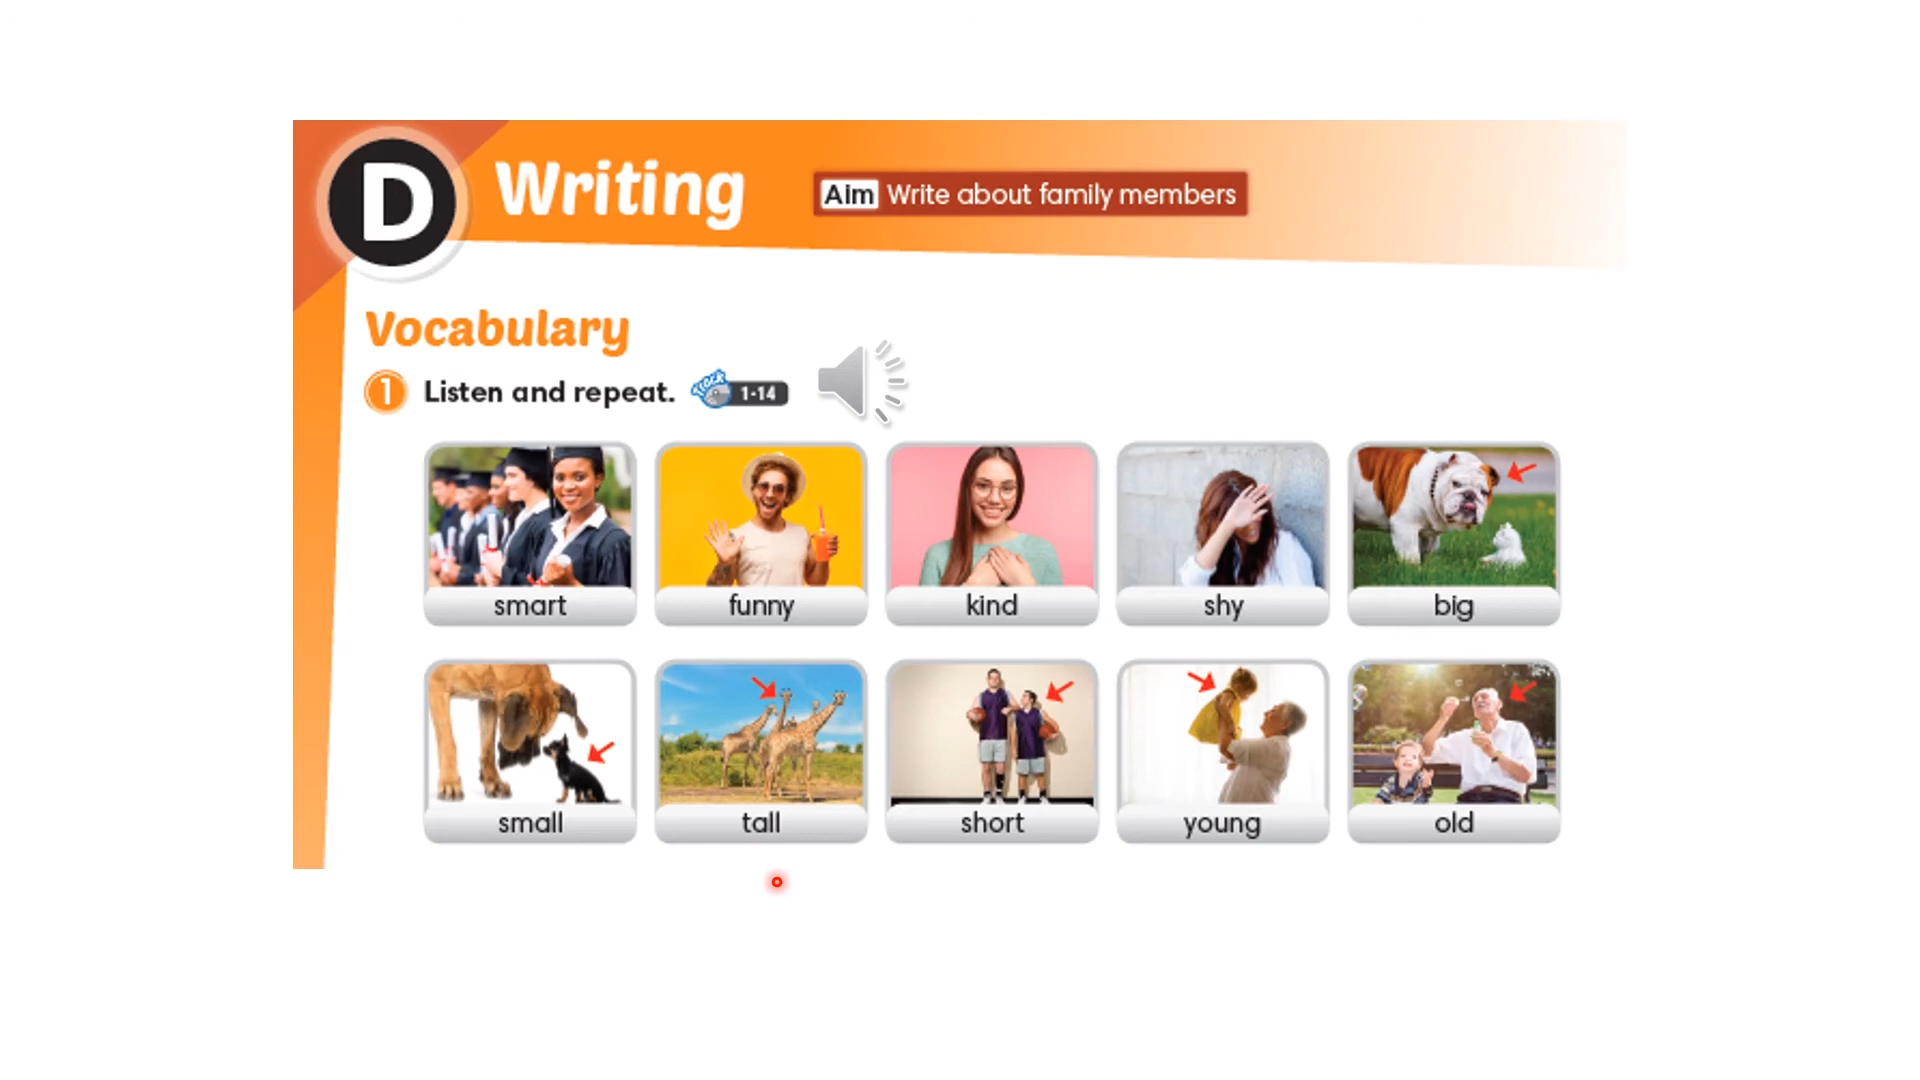 D Writing
Aim Write about family members
Vocabulary
1 Listen and repeat. TRACK 1-14
smart funny kind shy big
small tall short young old